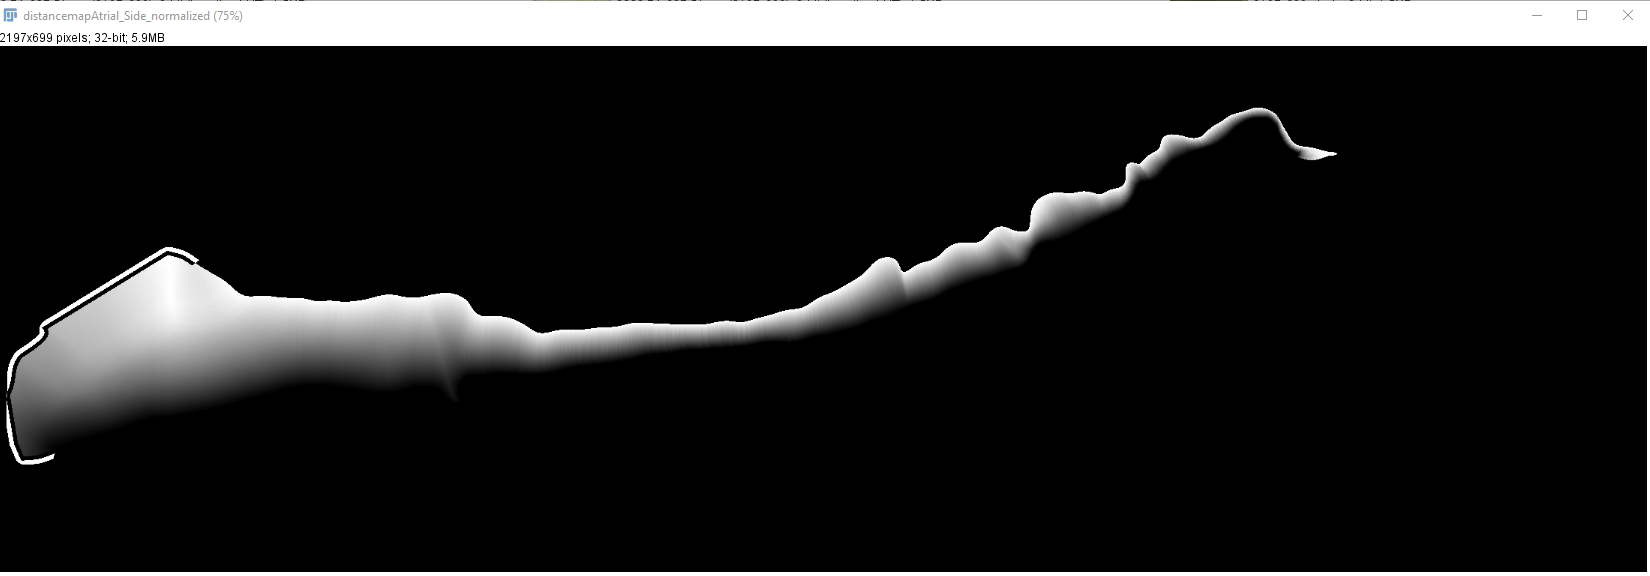 distancemapAtrial_Side_normalized (75%)
2197x699 pixels; 32-bit; 5.9MB